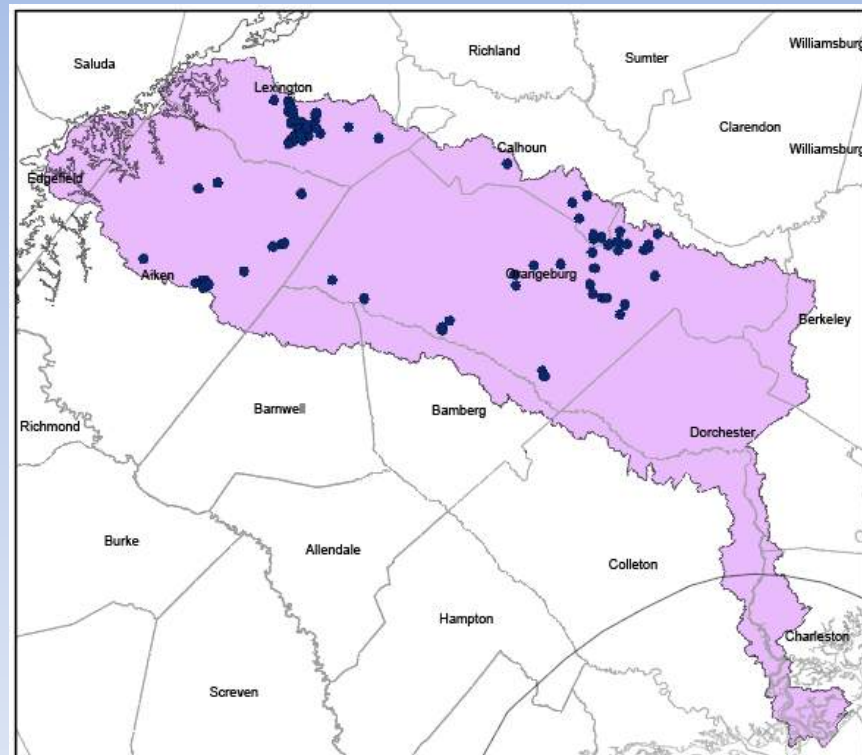 Richland
Williamsburg
Sumter
Saluda
Lexington
Clarendon
Calhoun
Williamsburg
Edgefield
Aiken
Orangeburg
Berkeley
Barnwell
Bamberg
Richmond
Dorchester
Burke
Allendale
Colleton
Hampton
Charleston
Screven